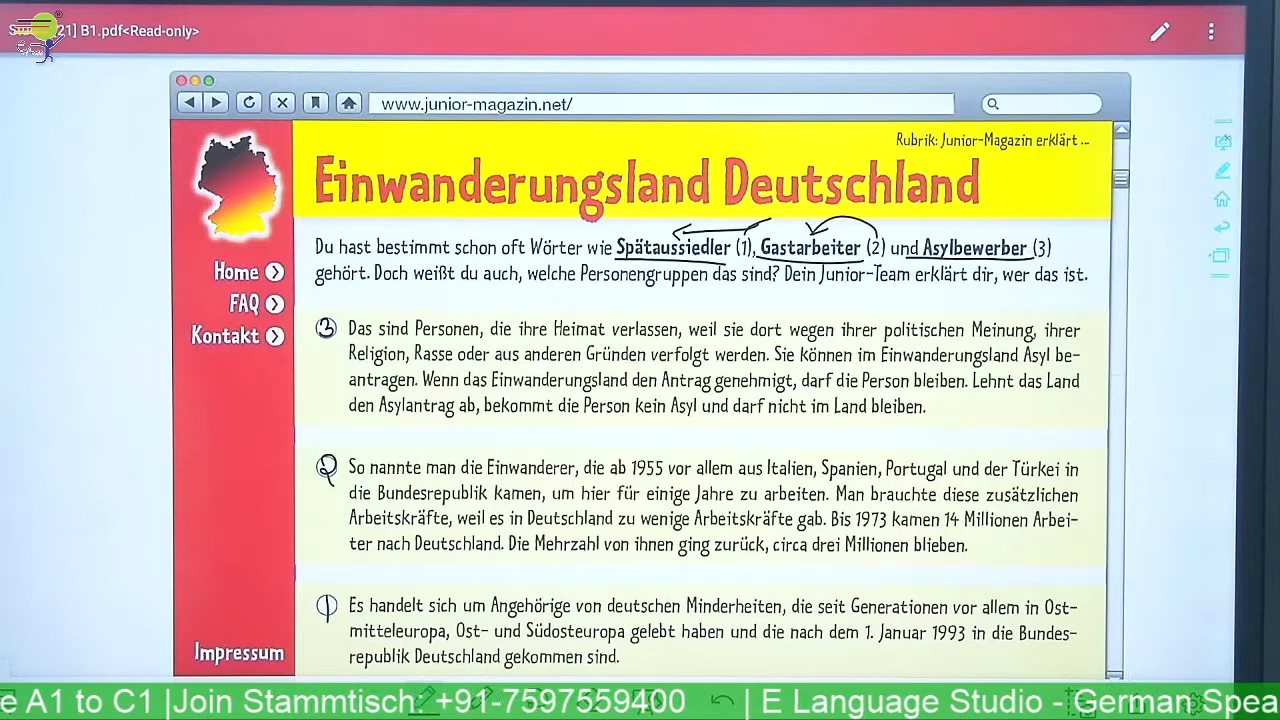 21] B1.pdf<Read-only>
www.junior-magazin.net/
Rubrik: Junior-Magazin erklärt ...
Einwanderungsland Deutschland
Du hast bestimmt schon oft Wörter wie Spätaussiedler (1), Gastarbeiter (2) und Asylbewerber (3)
gehört. Doch weißt du auch, welche Personengruppen das sind? Dein Junior-Team erklärt dir, wer das ist.
Home
FAQ
Kontakt
3 Das sind Personen, die ihre Heimat verlassen, weil sie dort wegen ihrer politischen Meinung, ihrer
Religion, Rasse oder aus anderen Gründen verfolgt werden. Sie können im Einwanderungsland Asyl be-
antragen. Wenn das Einwanderungsland den Antrag genehmigt, darf die Person bleiben. Lehnt das Land
den Asylantrag ab, bekommt die Person kein Asyl und darf nicht im Land bleiben.
2 So nannte man die Einwanderer, die ab 1955 vor allem aus Italien, Spanien, Portugal und der Türkei in
die Bundesrepublik kamen, um hier für einige Jahre zu arbeiten. Man brauchte diese zusätzlichen
Arbeitskräfte, weil es in Deutschland zu wenige Arbeitskräfte gab. Bis 1973 kamen 14 Millionen Arbei-
ter nach Deutschland. Die Mehrzahl von ihnen ging zurück, circa drei Millionen blieben.
1 Es handelt sich um Angehörige von deutschen Minderheiten, die seit Generationen vor allem in Ost-
mitteleuropa, Ost- und Südosteuropa gelebt haben und die nach dem 1. Januar 1993 in die Bundes-
republik Deutschland gekommen sind.
Impressum
e A1 to C1 |Join Stammtisch: +91-7597559400 | E Language Studio - German Spea